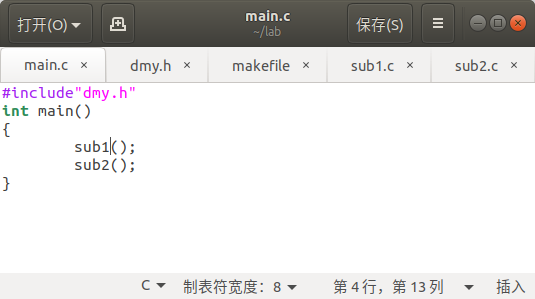 打开(O)
main.c
~/lab
保存(S)
main.c × dmy.h × makefile × sub1.c × sub2.c ×
#include"dmy.h"
int main()
{
        sub1();
        sub2();
}
C 制表符宽度：8 第 4 行，第 13 列 插入